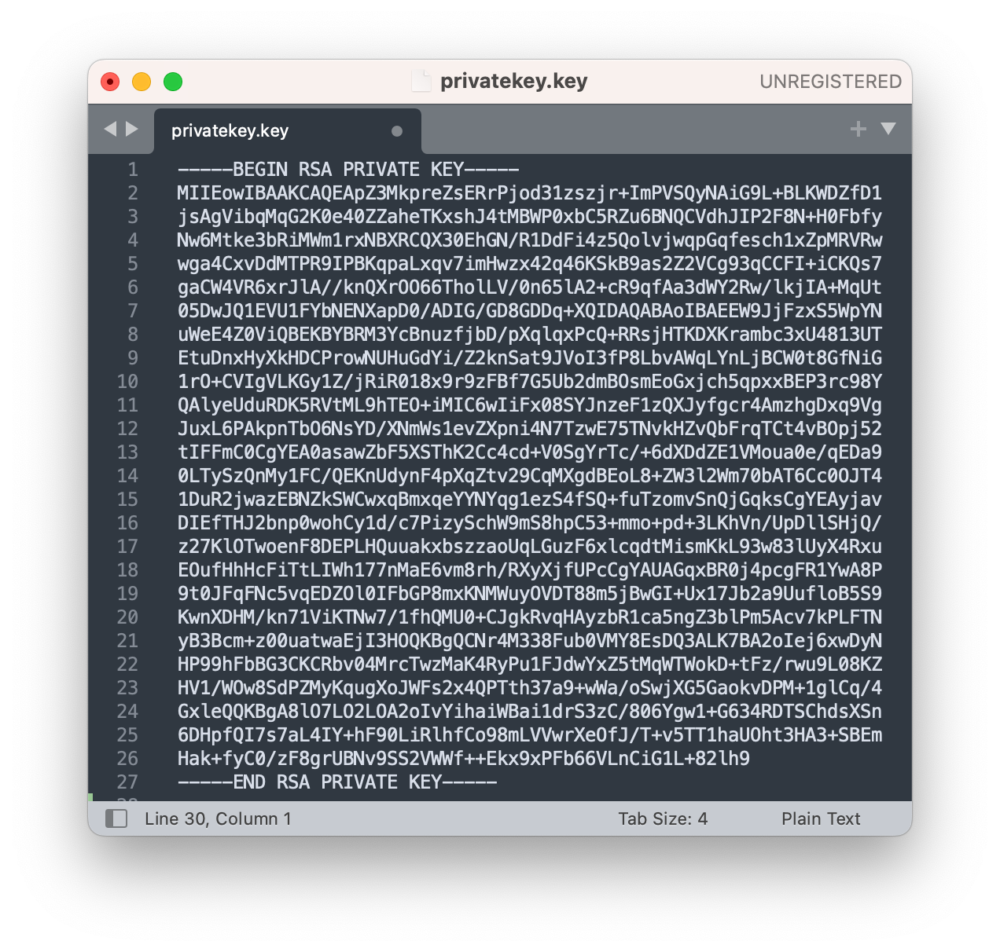 privatekey.key
UNREGISTERED
privatekey.key
1 -----BEGIN RSA PRIVATE KEY-----
2 MIIEowIBAAKCAQEApZ3MkpreZsERrPjod31zszjr+ImPVSQyNAiG9L+BLKWDZfD1
3 jsAgVibqMqG2K0e40ZZaheTKxshJ4tMBWP0xbC5RZu6BNQCVdhJIP2F8N+H0Fbfy
4 Nw6Mtke3bRiMWm1rxNBXRCQX30EhGN/R1DdFi4z5QolvjwqpGqfesch1xZpMRVRw
5 wga4CxvDdMTPR9IPBKqpaLxqv7imHwzx42q46KSkB9as2Z2VCg93qCCFI+iCKQs7
6 gaCW4VR6xrJlA//knQXrOO66TholLV/0n65lA2+cR9qfAa3dWY2Rw/lkjIA+MqUt
7 05DwJQ1EVU1FYbNENXapD0/ADIG/GD8GDDq+XQIDAQABAoIBAEEW9JjFzxS5WpYN
8 uWeE4Z0ViQBEKBYBRM3YcBnuzfjbD/pXqlqxPcQ+RRsjHTKDXKrambc3xU4813UT
9 EtuDnxHyXkHDCProwNUHuGdYi/Z2knSat9JVoI3fP8LbvAWqLYnLjBCW0t8GfNiG
10 1rO+CVIgVLKGy1Z/jRiR018x9r9zFBf7G5Ub2dmBOsmEoGxjch5qpxxBEP3rc98Y
11 QAlyeUduRDK5RVtML9hTEO+iMIC6wIiFx08SYJnzeF1zQXJyfgcr4AmzhgDxq9Vg
12 JuxL6PAkpnTbO6NsYD/XNmWs1evZXpni4N7TzwE75TNvkHZvQbFrqTCt4vBOpj52
13 tIFFmC0CgYEA0asawZbF5XSThK2Cc4cd+V0SgYrTc/+6dXDdZE1VMoua0e/qEDa9
14 0LTySzQnMy1FC/QEKnUdynF4pXqZtv29CqMXgdBEoL8+ZW3l2Wm70bAT6Cc0OJT4
15 1DuR2jwazEBNZkSWCwxqBmxqeYYNYqg1ezS4fSQ+fuTzomvSnQjGqksCgYEAyjav
16 DIEfTHJ2bnp0wohCy1d/c7PizySchW9mS8hpC53+mmo+pd+3LKhVn/UpDllSHjQ/
17 z27KlOTwoenF8DEPLHQuuakxbszzaoUqLGuzF6xlcqdtMismKkL93w83lUyX4Rxu
18 EOufHhHcFiTtLIWh177nMaE6vm8rh/RXyXjfUPcCgYAUAGqxBR0j4pcgFR1YwA8P
19 9t0JFqFNc5vqEDZOl0IFbGP8mxKNMWuyOVDT88m5jBwGI+Ux17Jb2a9UufloB5S9
20 KwnXDHM/kn71ViKTNw7/1fhQMU0+CJgkRvqHAyzbR1ca5ngZ3blPm5Acv7kPLFTN
21 yB3Bcm+z00uatwaEjI3HOQKBgQCNr4M338Fub0VMY8EsDQ3ALK7BA2oIej6xwDyN
22 HP99hFbBG3CKCRbv04MrcTwzMaK4RyPu1FJdwYxZ5tMqWTWokD+tFz/rwu9L08KZ
23 HV1/WOw8SdPZMyKqugXoJWFs2x4QPTth37a9+wWa/oSwjXG5GaokvDPM+1glCq/4
24 GxleQQKBgA8lO7LO2LOA2oIvYihaiWBai1drS3zC/806Ygw1+G634RDTSChdsXSn
25 6DHpfQI7s7aL4IY+hF90LiRlhfCo98mLVVwrXeOfJ/T+v5TT1haUOht3HA3+SBEm
26 Hak+fyC0/zF8grUBNv9SS2VWWf++Ekx9xPFb66VLnCiG1L+82lh9
27 -----END RSA PRIVATE KEY-----
Line 30, Column 1
Tab Size: 4
Plain Text